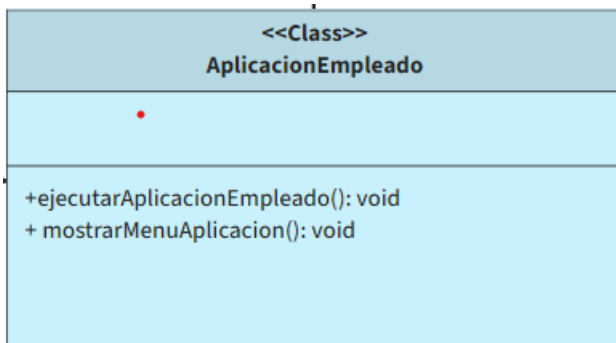 <<Class>>
AplicacionEmpleado
+ejecutarAplicacionEmpleado(): void
+ mostrarMenuAplicacion(): void